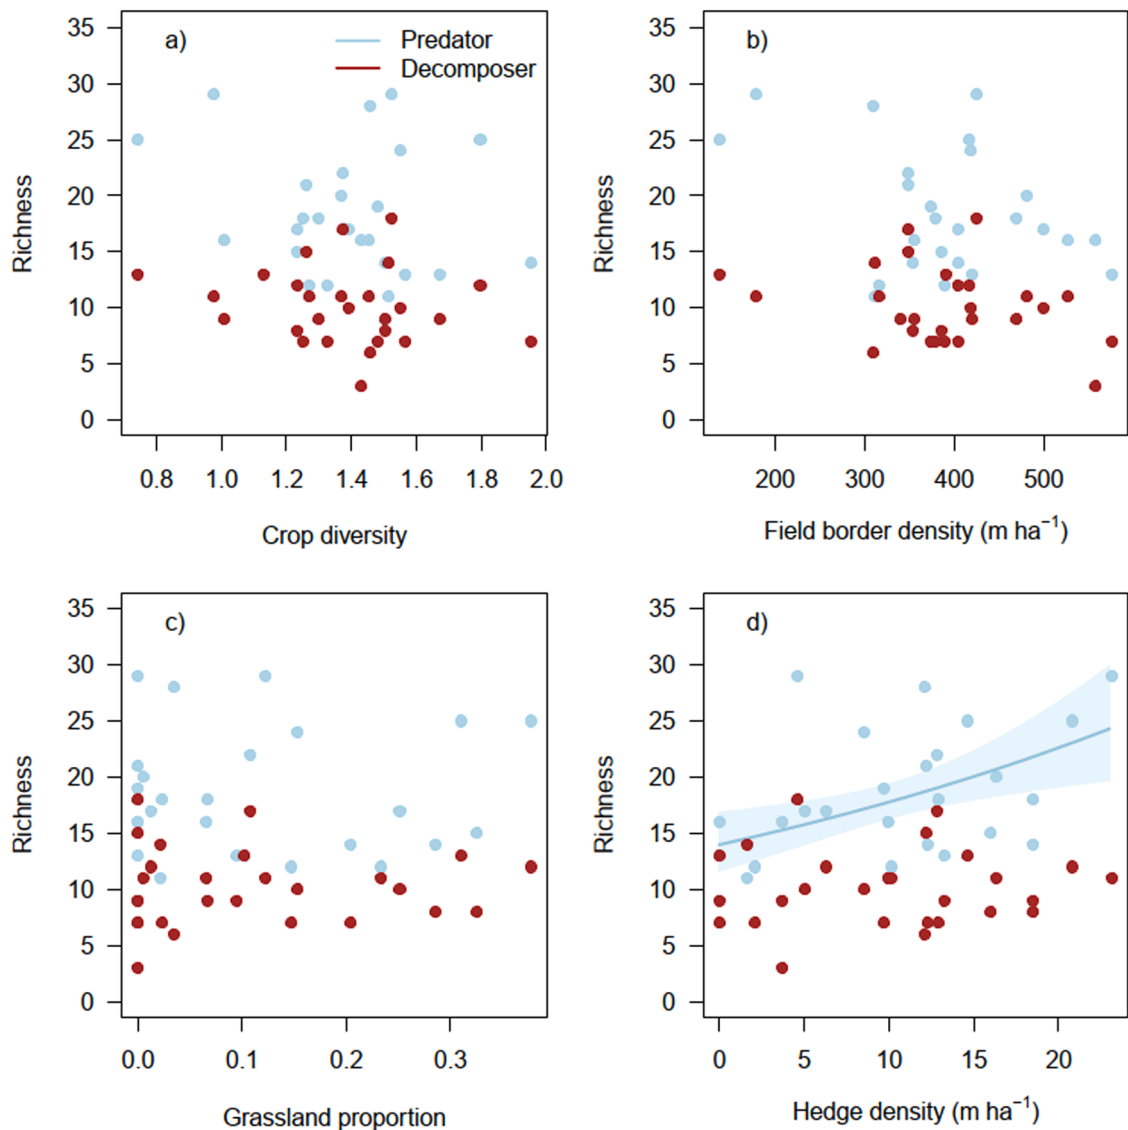 a)
Predator
Decomposer
35
30
25
20
15
10
5
0
Richness
0.8 1.0 1.2 1.4 1.6 1.8 2.0
Crop diversity
b)
35
30
25
20
15
10
5
0
Richness
200 300 400 500
Field border density (m ha⁻¹)
c)
35
30
25
20
15
10
5
0
Richness
0.0 0.1 0.2 0.3
Grassland proportion
d)
35
30
25
20
15
10
5
0
Richness
0 5 10 15 20
Hedge density (m ha⁻¹)